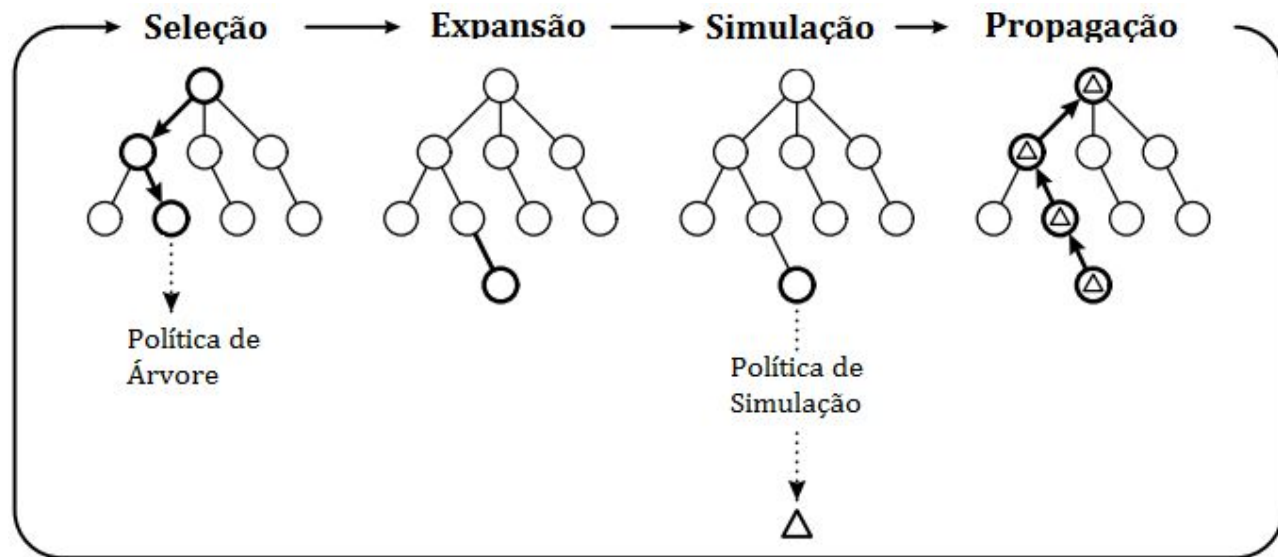 Seleção
Expansão
Simulação
Propagação
Política de
Árvore
Política de
Simulação